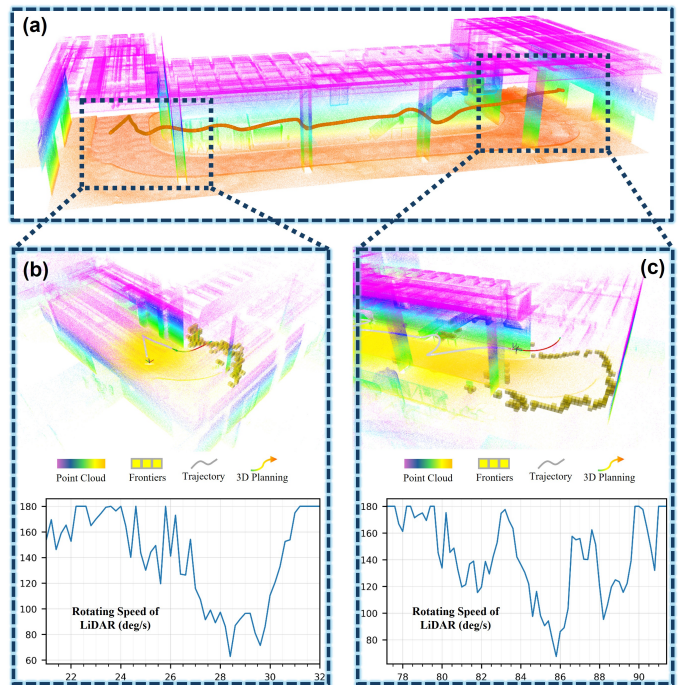 (a)
(b)
(c)
Point Cloud Frontiers Trajectory 3D Planning
Point Cloud Frontiers Trajectory 3D Planning
180
160
140
120
100
80
60
Rotating Speed of
LiDAR (deg/s)
22 24 26 28 30 32
180
160
140
120
100
80
Rotating Speed of
LiDAR (deg/s)
78 80 82 84 86 88 90